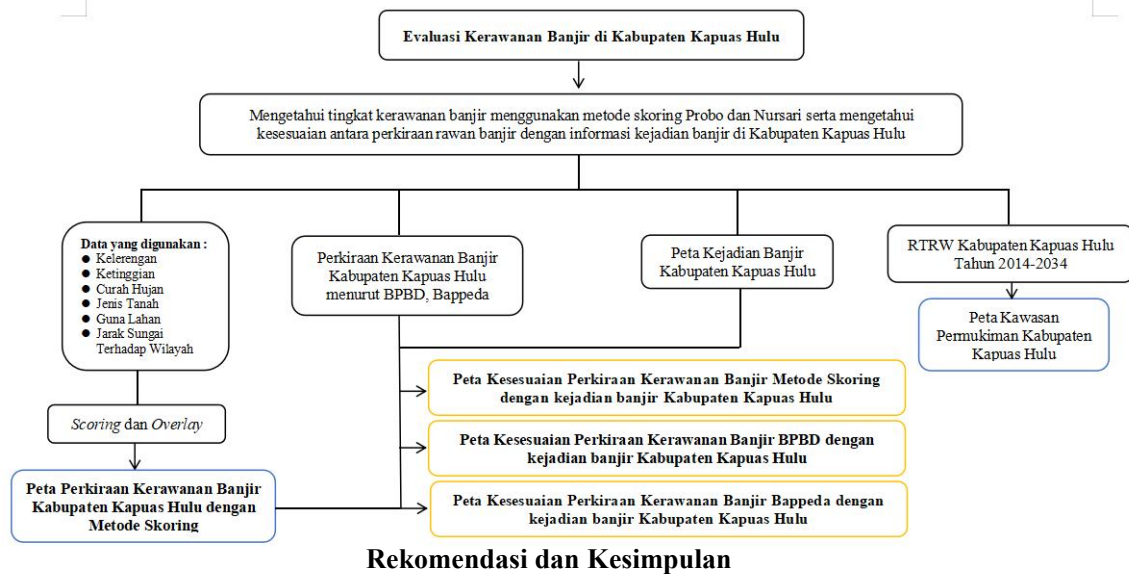 Evaluasi Kerawanan Banjir di Kabupaten Kapuas Hulu
Mengetahui tingkat kerawanan banjir menggunakan metode skoring Probo dan Nursari serta mengetahui
kesesuaian antara perkiraan rawan banjir dengan informasi kejadian banjir di Kabupaten Kapuas Hulu
Data yang digunakan :
● Kelerengan
● Ketinggian
● Curah Hujan
● Jenis Tanah
● Guna Lahan
● Jarak Sungai
Terhadap Wilayah
Perkiraan Kerawanan Banjir
Kabupaten Kapuas Hulu
menurut BPBD, Bappeda
Peta Kejadian Banjir
Kabupaten Kapuas Hulu
RTRW Kabupaten Kapuas Hulu
Tahun 2014-2034
Peta Kawasan
Permukiman Kabupaten
Kapuas Hulu
Scoring dan Overlay
Peta Perkiraan Kerawanan Banjir
Kabupaten Kapuas Hulu dengan
Metode Skoring
Peta Kesesuaian Perkiraan Kerawanan Banjir Metode Skoring
dengan kejadian banjir Kabupaten Kapuas Hulu
Peta Kesesuaian Perkiraan Kerawanan Banjir BPBD dengan
kejadian banjir Kabupaten Kapuas Hulu
Peta Kesesuaian Perkiraan Kerawanan Banjir Bappeda dengan
kejadian banjir Kabupaten Kapuas Hulu
Rekomendasi dan Kesimpulan